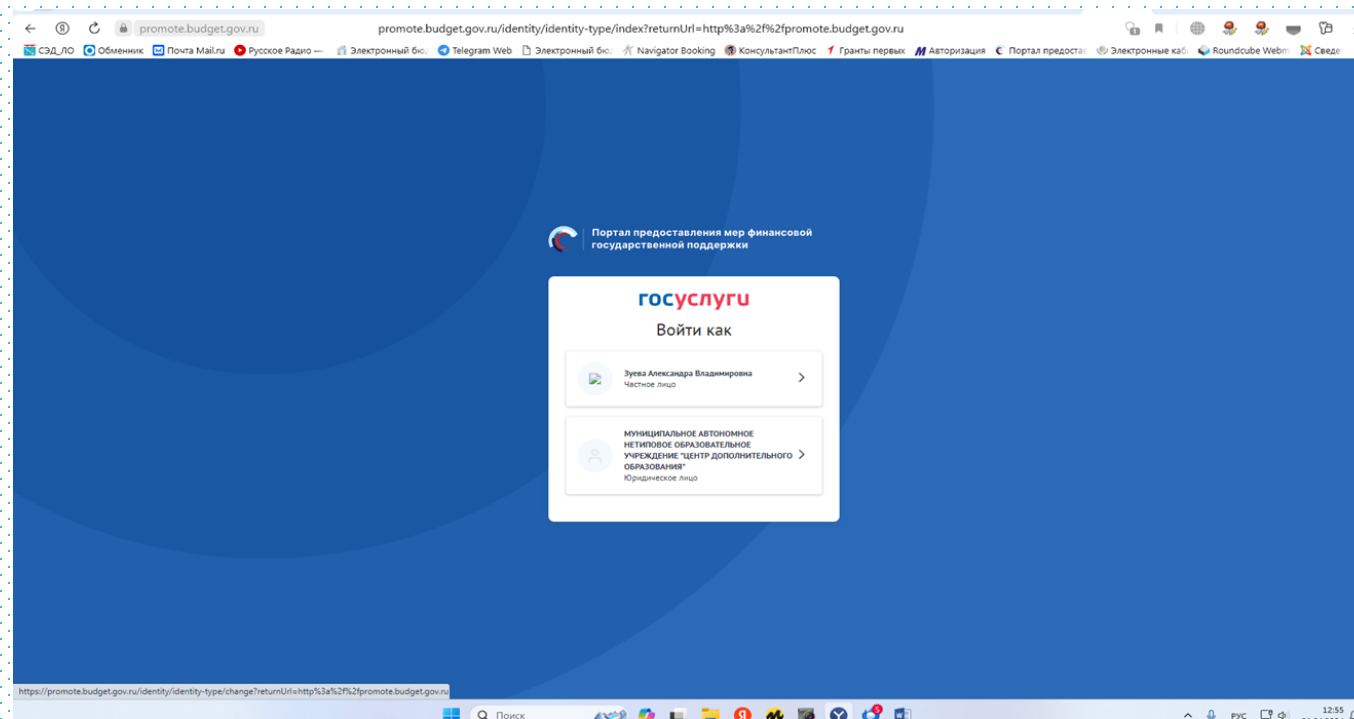 promote.budget.gov.ru
promote.budget.gov.ru/identity/identity-type/index?returnUrl=http%3a%2f%2fpromote.budget.gov.ru
СЭД_ЛО Обменник Почта Mail.ru Русское Радио — Электронный бю Telegram Web Электронный бю Navigator Booking КонсультантПлюс Гранты первых Авторизация Портал предостав Электронные каб Roundcube Webm Сведе
Портал предоставления мер финансовой
государственной поддержки
госуслуги
Войти как
Зуева Александра Владимировна
Частное лицо
МУНИЦИПАЛЬНОЕ АВТОНОМНОЕ
НЕТИПОВОЕ ОБРАЗОВАТЕЛЬНОЕ
УЧРЕЖДЕНИЕ "ЦЕНТР ДОПОЛНИТЕЛЬНОГО
ОБРАЗОВАНИЯ"
Юридическое лицо
https://promote.budget.gov.ru/identity/identity-type/change?returnUrl=http%3a%2f%2fpromote.budget.gov.ru
Поиск
5
РУС
12:55